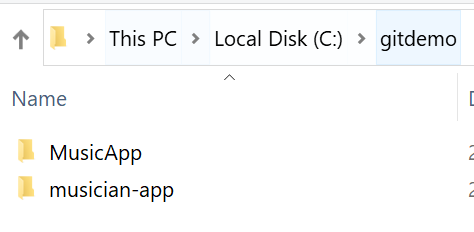 This PC > Local Disk (C:) > gitdemo
Name
MusicApp
musician-app